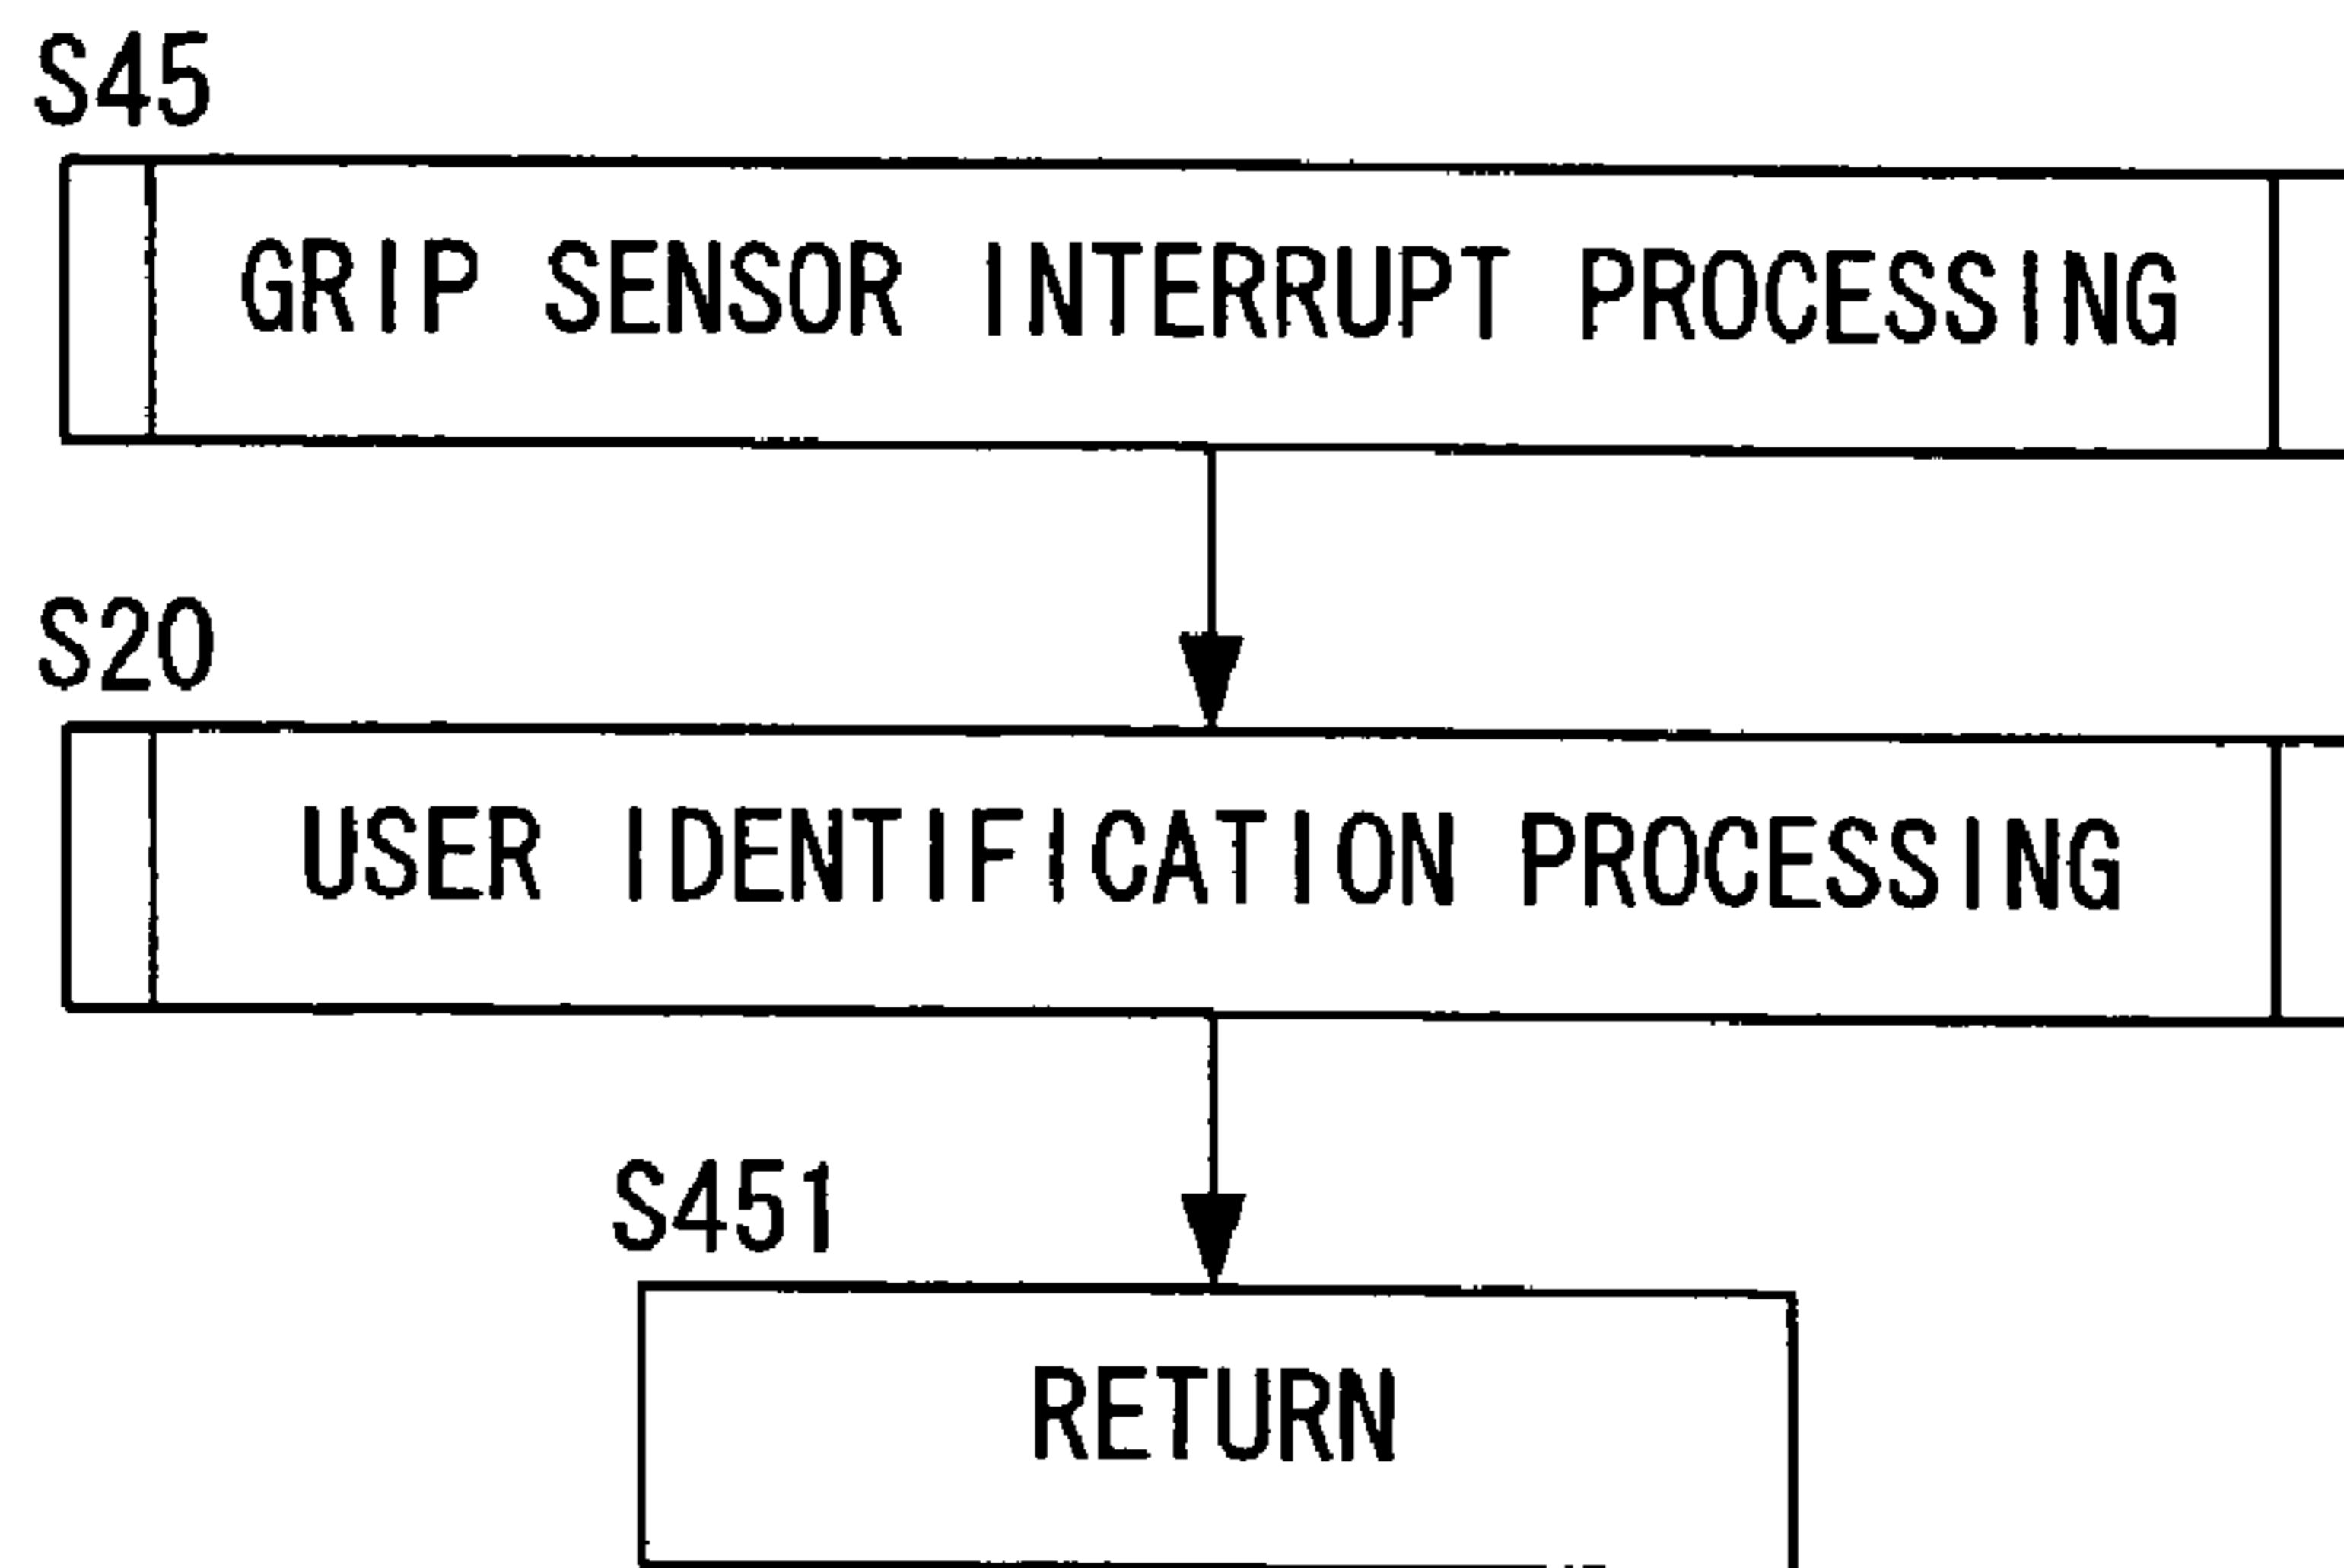 S45
GRIP SENSOR INTERRUPT PROCESSING
S20
USER IDENTIFICATION PROCESSING
S451
RETURN